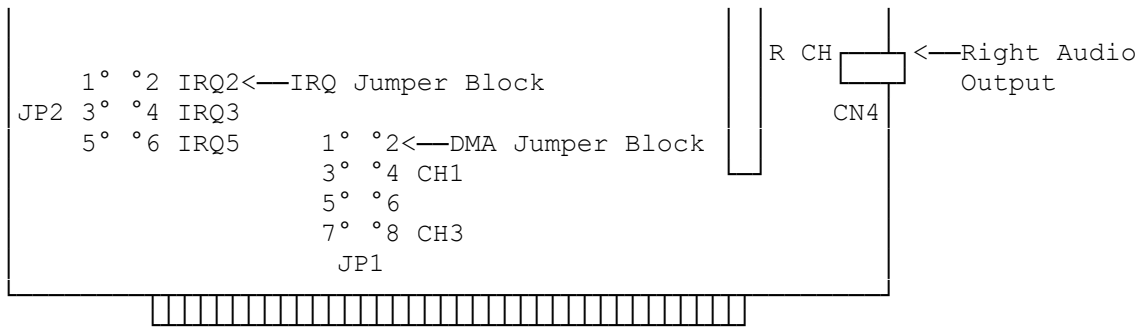 R CH <──Right Audio
1° °2 IRQ2<──IRQ Jumper Block Output
JP2 3° °4 IRQ3 CN4
5° °6 IRQ5 1° °2<──DMA Jumper Block
3° °4 CH1
5° °6
7° °8 CH3
JP1